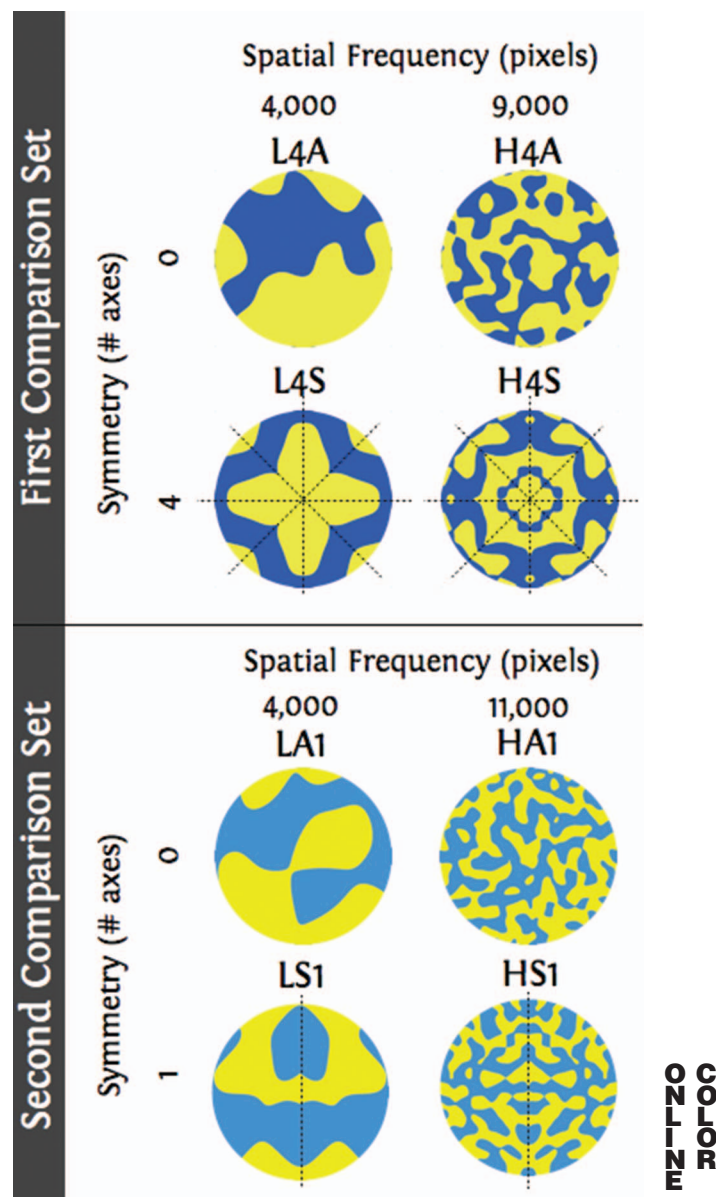 First Comparison Set
Spatial Frequency (pixels)
4,000 9,000
L4A H4A
Symmetry (# axes)
0
L4S H4S
4
Second Comparison Set
Spatial Frequency (pixels)
4,000 11,000
LA1 HA1
Symmetry (# axes)
0
LS1 HS1
1
COLOR
ONLINE